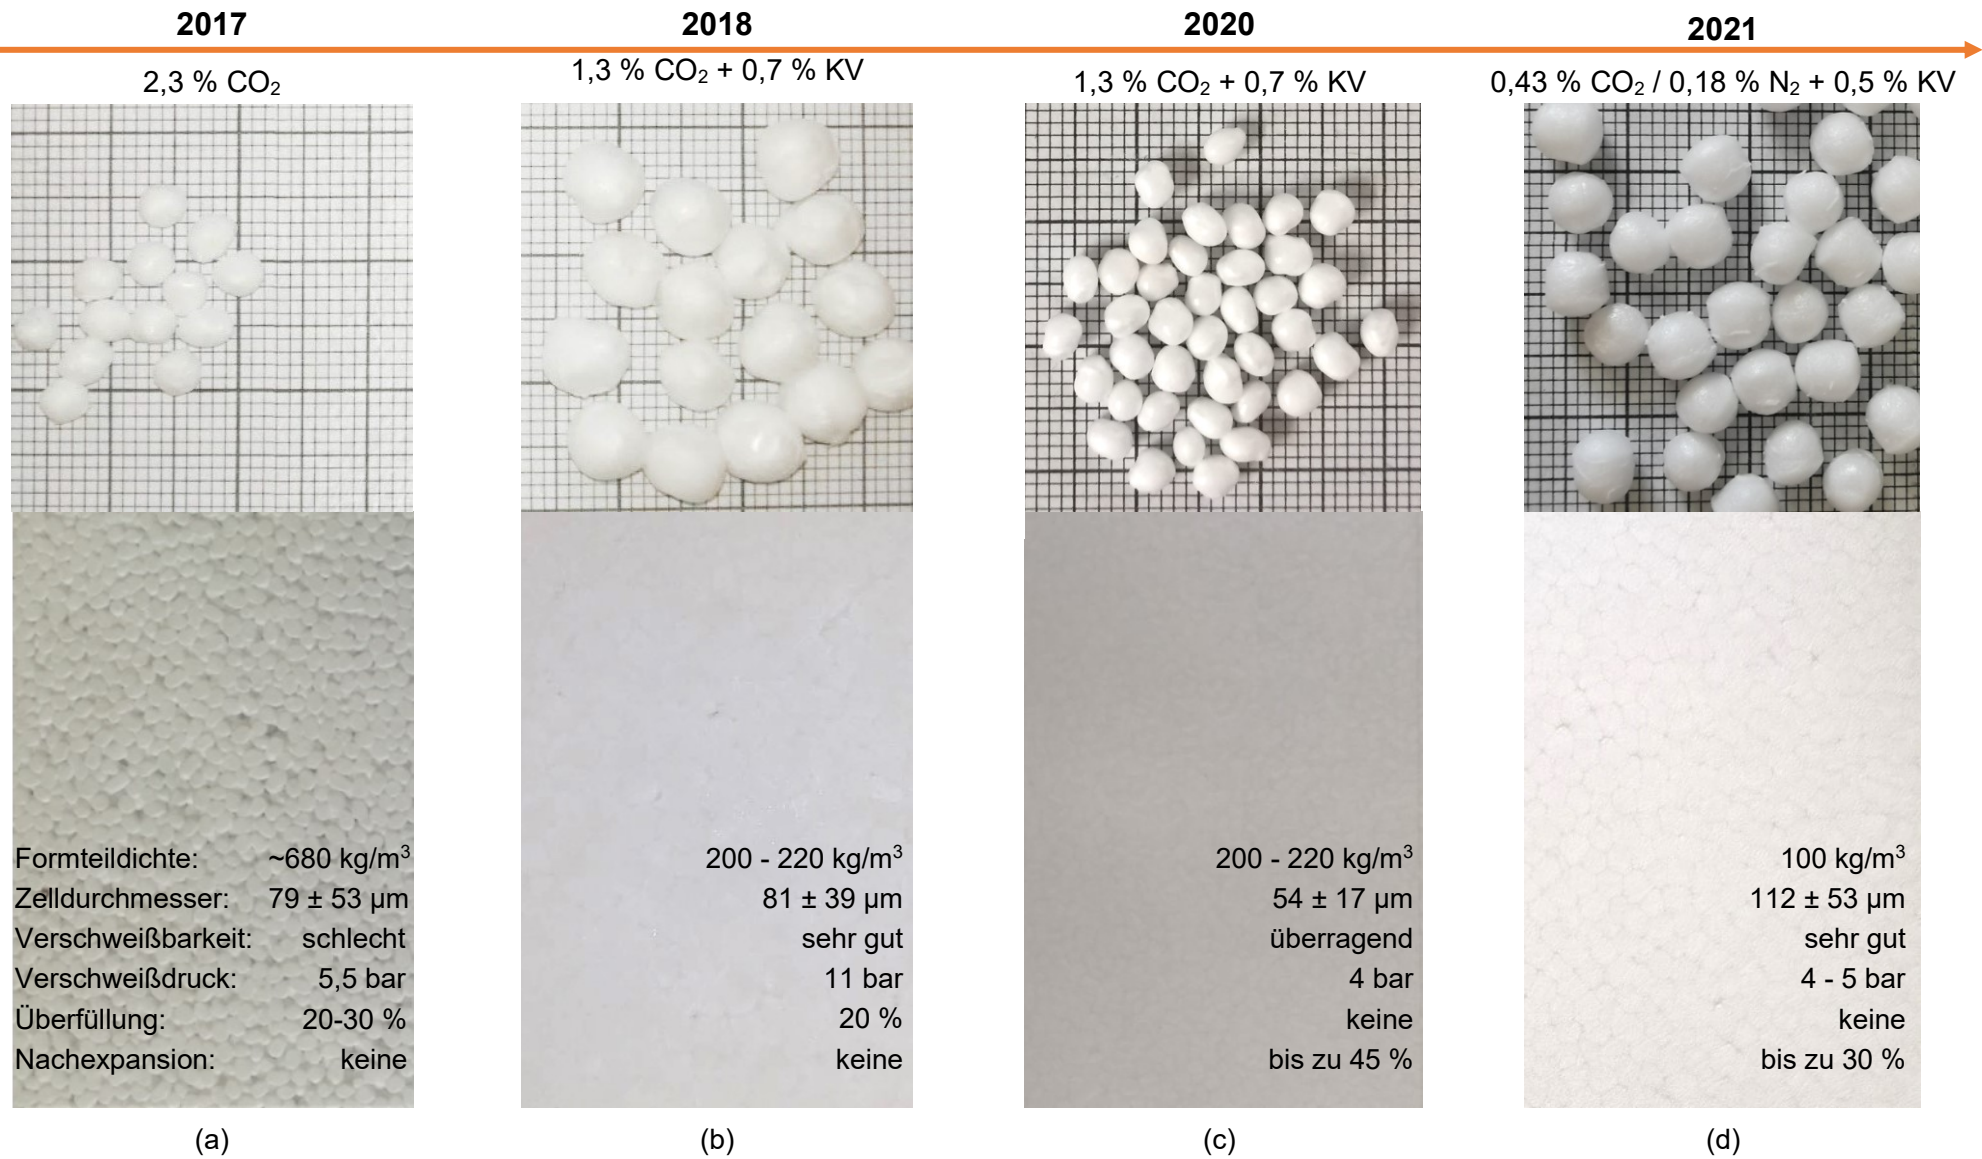 2017 2018 2020 2021
2,3 % CO₂ 1,3 % CO₂ + 0,7 % KV 1,3 % CO₂ + 0,7 % KV 0,43 % CO₂ / 0,18 % N₂ + 0,5 % KV
Formteildichte: ~680 kg/m³ 200 - 220 kg/m³ 200 - 220 kg/m³ 100 kg/m³
Zelldurchmesser: 79 ± 53 µm 81 ± 39 µm 54 ± 17 µm 112 ± 53 µm
Verschweißbarkeit: schlecht sehr gut überragend sehr gut
Verschweißdruck: 5,5 bar 11 bar 4 bar 4 - 5 bar
Überfüllung: 20-30 % 20 % keine keine
Nachexpansion: keine keine bis zu 45 % bis zu 30 %
(a) (b) (c) (d)